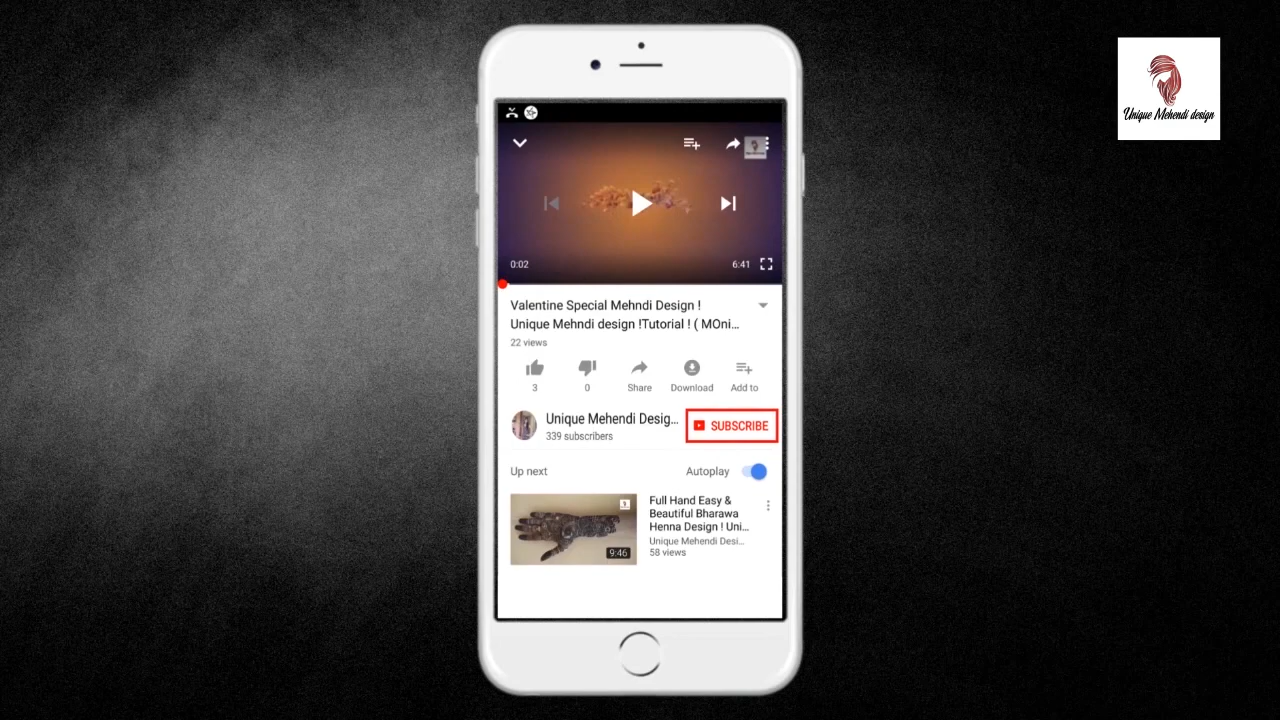 Unique Mehendi design
0:02
6:41
Valentine Special Mehndi Design !
Unique Mehndi design !Tutorial ! ( MOni...
22 views
3
0
Share
Download
Add to
Unique Mehendi Desig...
SUBSCRIBE
339 subscribers
Up next
Autoplay
Full Hand Easy &
Beautiful Bharawa
Henna Design ! Uni...
Unique Mehendi Desi...
58 views
9:46